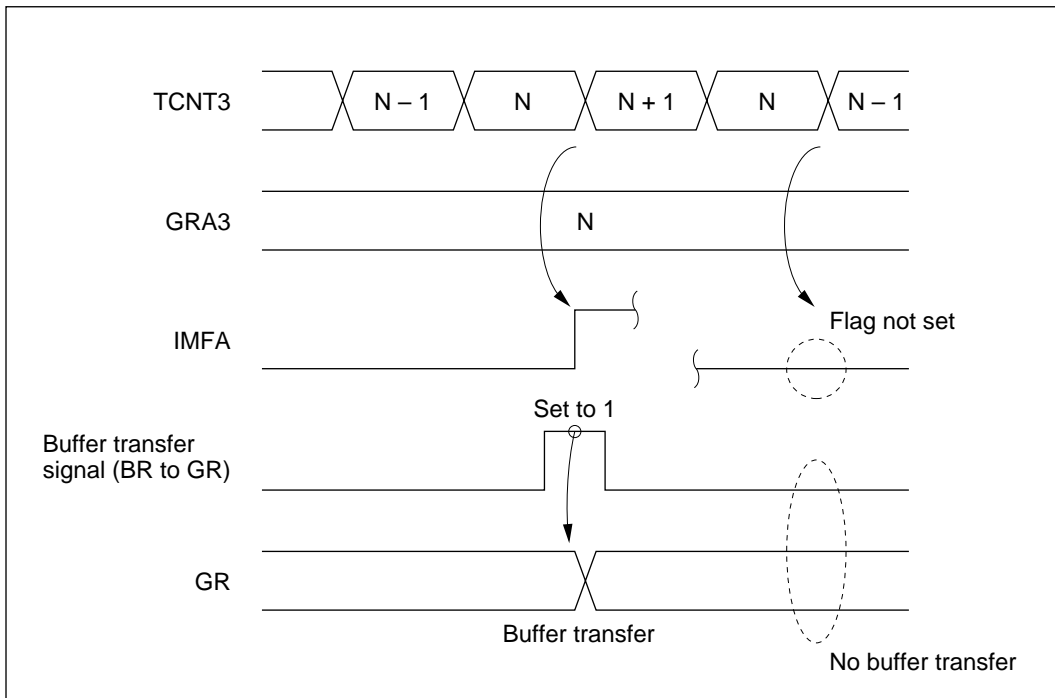 TCNT3
N – 1
N
N + 1
N
N – 1
GRA3
N
IMFA
Flag not set
Set to 1
Buffer transfer
signal (BR to GR)
GR
Buffer transfer
No buffer transfer